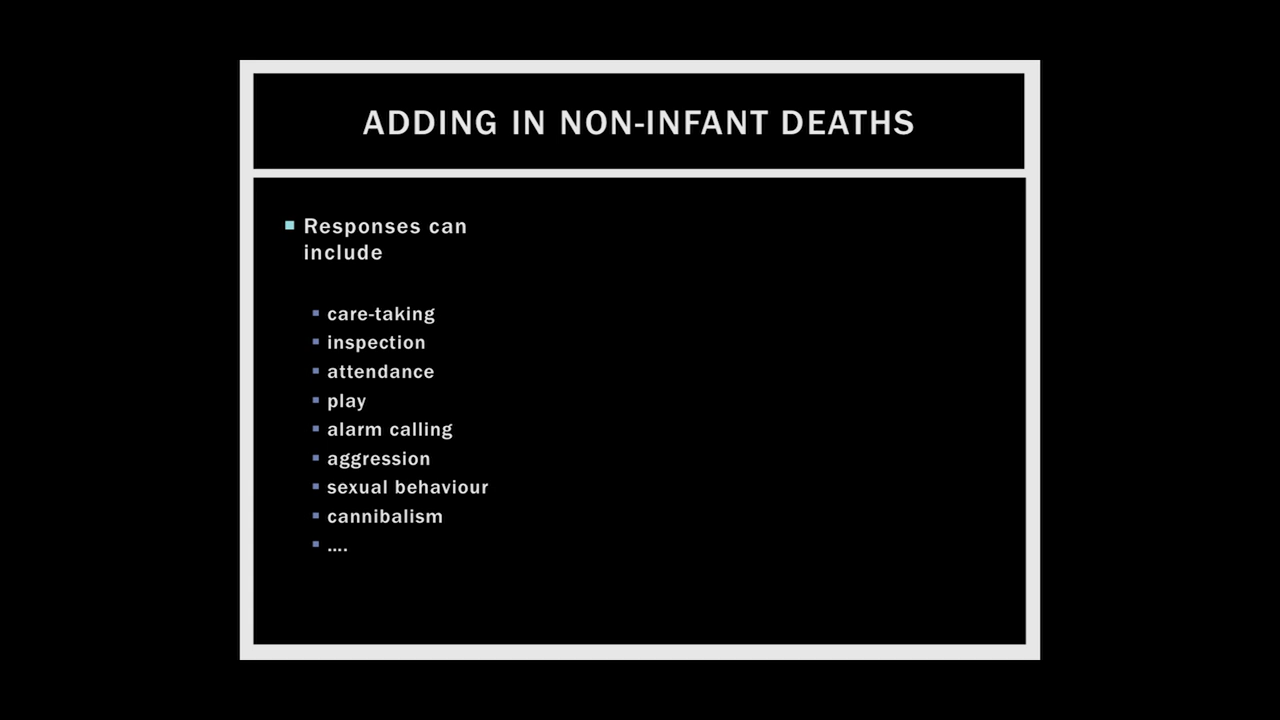 ADDING IN NON-INFANT DEATHS
Responses can
include
care-taking
inspection
attendance
play
alarm calling
aggression
sexual behaviour
cannibalism
....